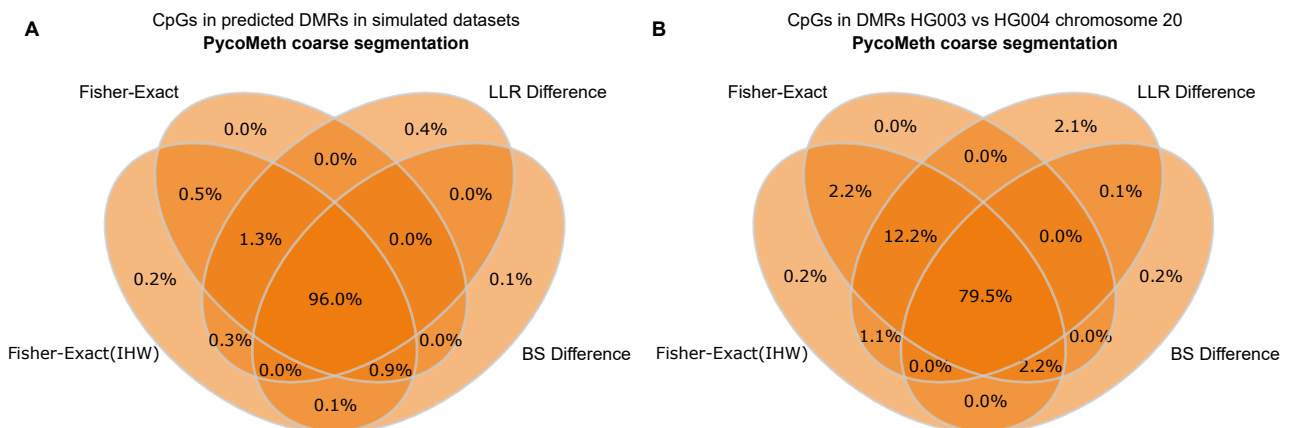 A
CpGs in predicted DMRs in simulated datasets
PycoMeth coarse segmentation
Fisher-Exact
LLR Difference
0.0%
0.4%
0.0%
0.5%
0.0%
1.3%
0.0%
0.2%
0.1%
96.0%
0.3%
0.0%
Fisher-Exact(IHW)
BS Difference
0.0%
0.9%
0.1%
B
CpGs in DMRs HG003 vs HG004 chromosome 20
PycoMeth coarse segmentation
Fisher-Exact
LLR Difference
0.0%
2.1%
0.0%
2.2%
0.1%
12.2%
0.0%
0.2%
0.2%
79.5%
1.1%
0.0%
Fisher-Exact(IHW)
BS Difference
0.0%
2.2%
0.0%